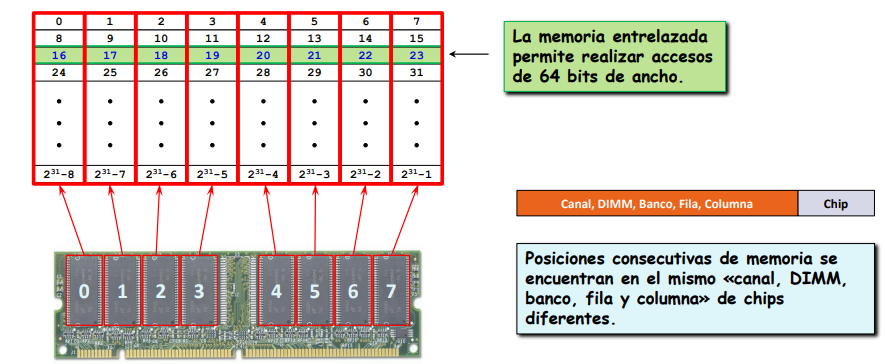 0 1 2 3 4 5 6 7
8 9 10 11 12 13 14 15
16 17 18 19 20 21 22 23
24 25 26 27 28 29 30 31
2³¹-8 2³¹-7 2³¹-6 2³¹-5 2³¹-4 2³¹-3 2³¹-2 2³¹-1
La memoria entrelazada
permite realizar accesos
de 64 bits de ancho.
Canal, DIMM, Banco, Fila, Columna Chip
Posiciones consecutivas de memoria se
encuentran en el mismo «canal, DIMM,
banco, fila y columna» de chips
diferentes.
0 1 2 3 4 5 6 7